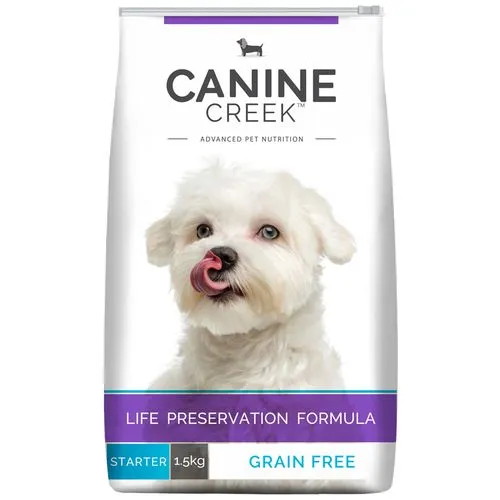 CANINE
CREEK™
ADVANCED PET NUTRITION
LIFE PRESERVATION FORMULA
STARTER 1.5kg GRAIN FREE